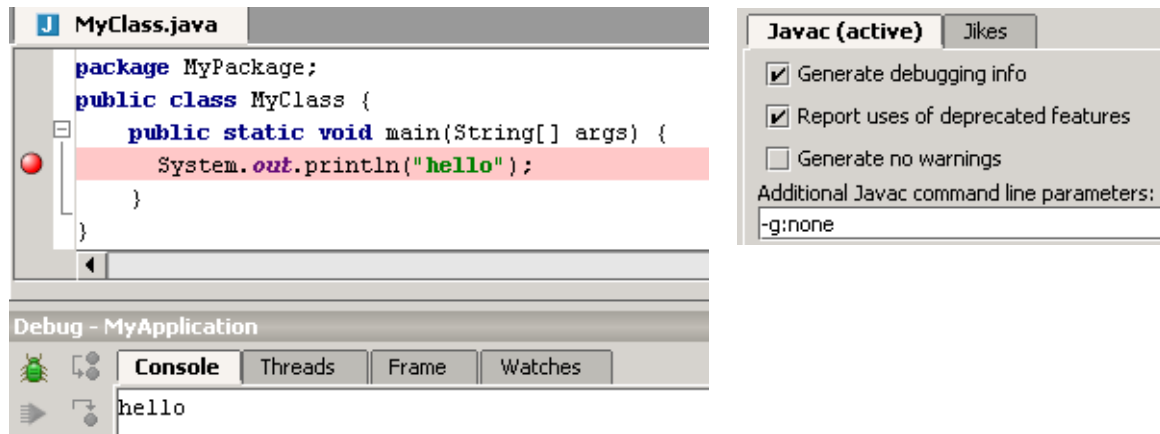 MyClass.java
package MyPackage;
public class MyClass {
public static void main(String[] args) {
System.out.println("hello");
}
}
Debug - MyApplication
Console Threads Frame Watches
hello
Javac (active) Jikes
Generate debugging info
Report uses of deprecated features
Generate no warnings
Additional Javac command line parameters:
-g:none